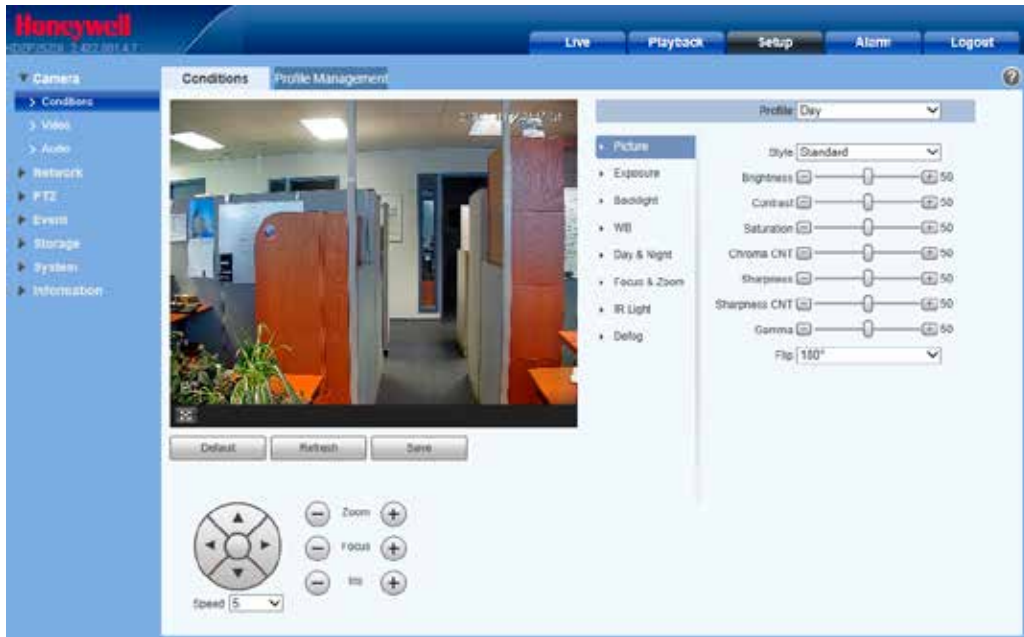 Honeywell
Live Playback Setup Alarm Logout
Camera
Conditions
Video
Audio
Network
PTZ
Event
Storage
System
Information
Conditions Profile Management
Profile Day
Picture
Exposure
Backlight
WB
Day & Night
Focus & Zoom
IR Light
Defog
Style Standard
Brightness 50
Contrast 50
Saturation 50
Chroma CNT 50
Sharpness 50
Sharpness CNT 50
Gamma 50
Flip 180°
Default Refresh Save
Zoom
Focus
Iris
Speed 5